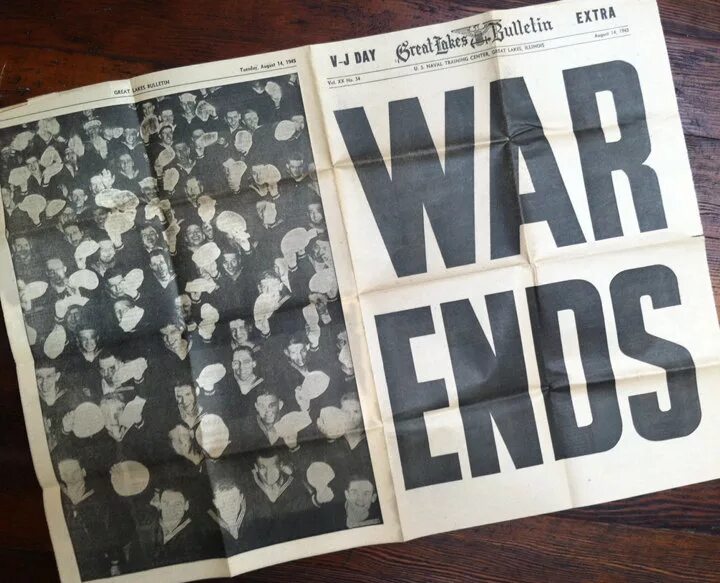 GREAT LAKES BULLETIN
Tuesday, August 14, 1945
V-J DAY
Great Lakes Bulletin
EXTRA
Vol. XX No. 34
U. S. NAVAL TRAINING CENTER, GREAT LAKES, ILLINOIS
August 14, 1945
WAR
ENDS